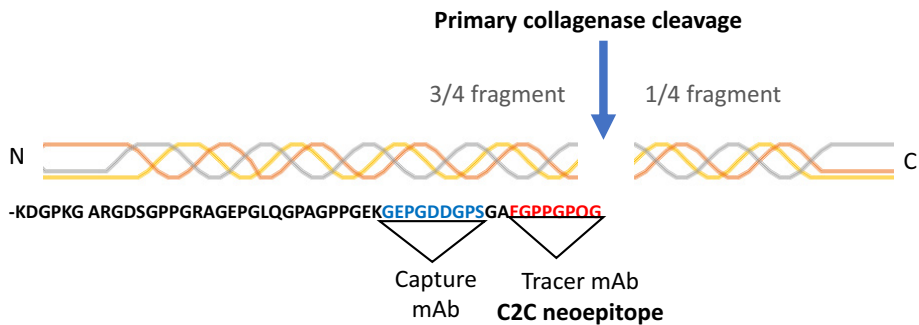 Primary collagenase cleavage
3/4 fragment
1/4 fragment
N
C
-KDGPKG ARGDSGPPGRAGEPGLQGPAGPPGEKGEPGDDGPSGAEGPPGPQG
Capture
mAb
Tracer mAb
C2C neoepitope